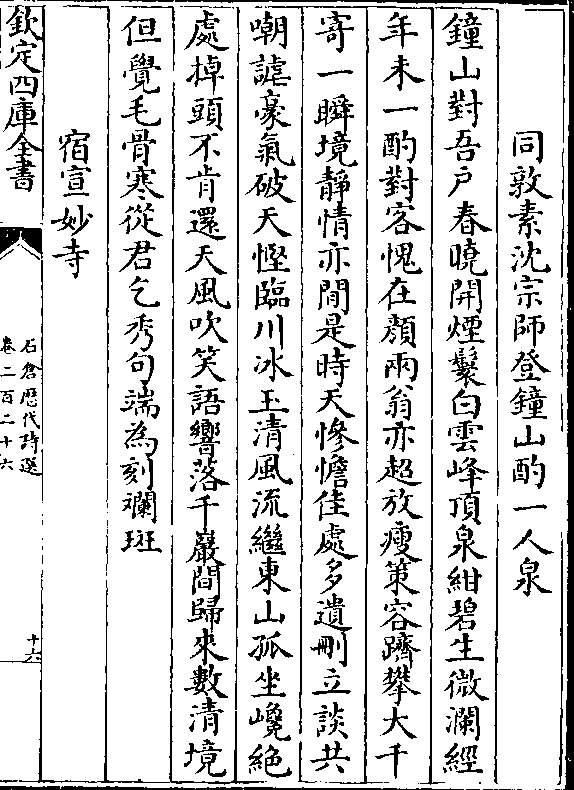 同敦素沈宗師登鐘山酌一人泉
鐘山對吾戶春曉開煙鬟白雲峰頂泉紺碧生微瀾經
年未一酌對客愧在顏兩翁亦超放瘦策容躋攀大千
寄一瞬境靜情亦閒是時天慘憺佳處多遺刪立談共
嘲謔豪氣破天慳臨川冰玉清風流繼東山孤坐巉絕
處掉頭不肯還天風吹笑語響落千巖間歸來數清境
但覺毛骨寒從君乞秀句端為刻斕斑
宿宣妙寺
欽定四庫全書
石倉歷代詩選
卷二百二十六
十六